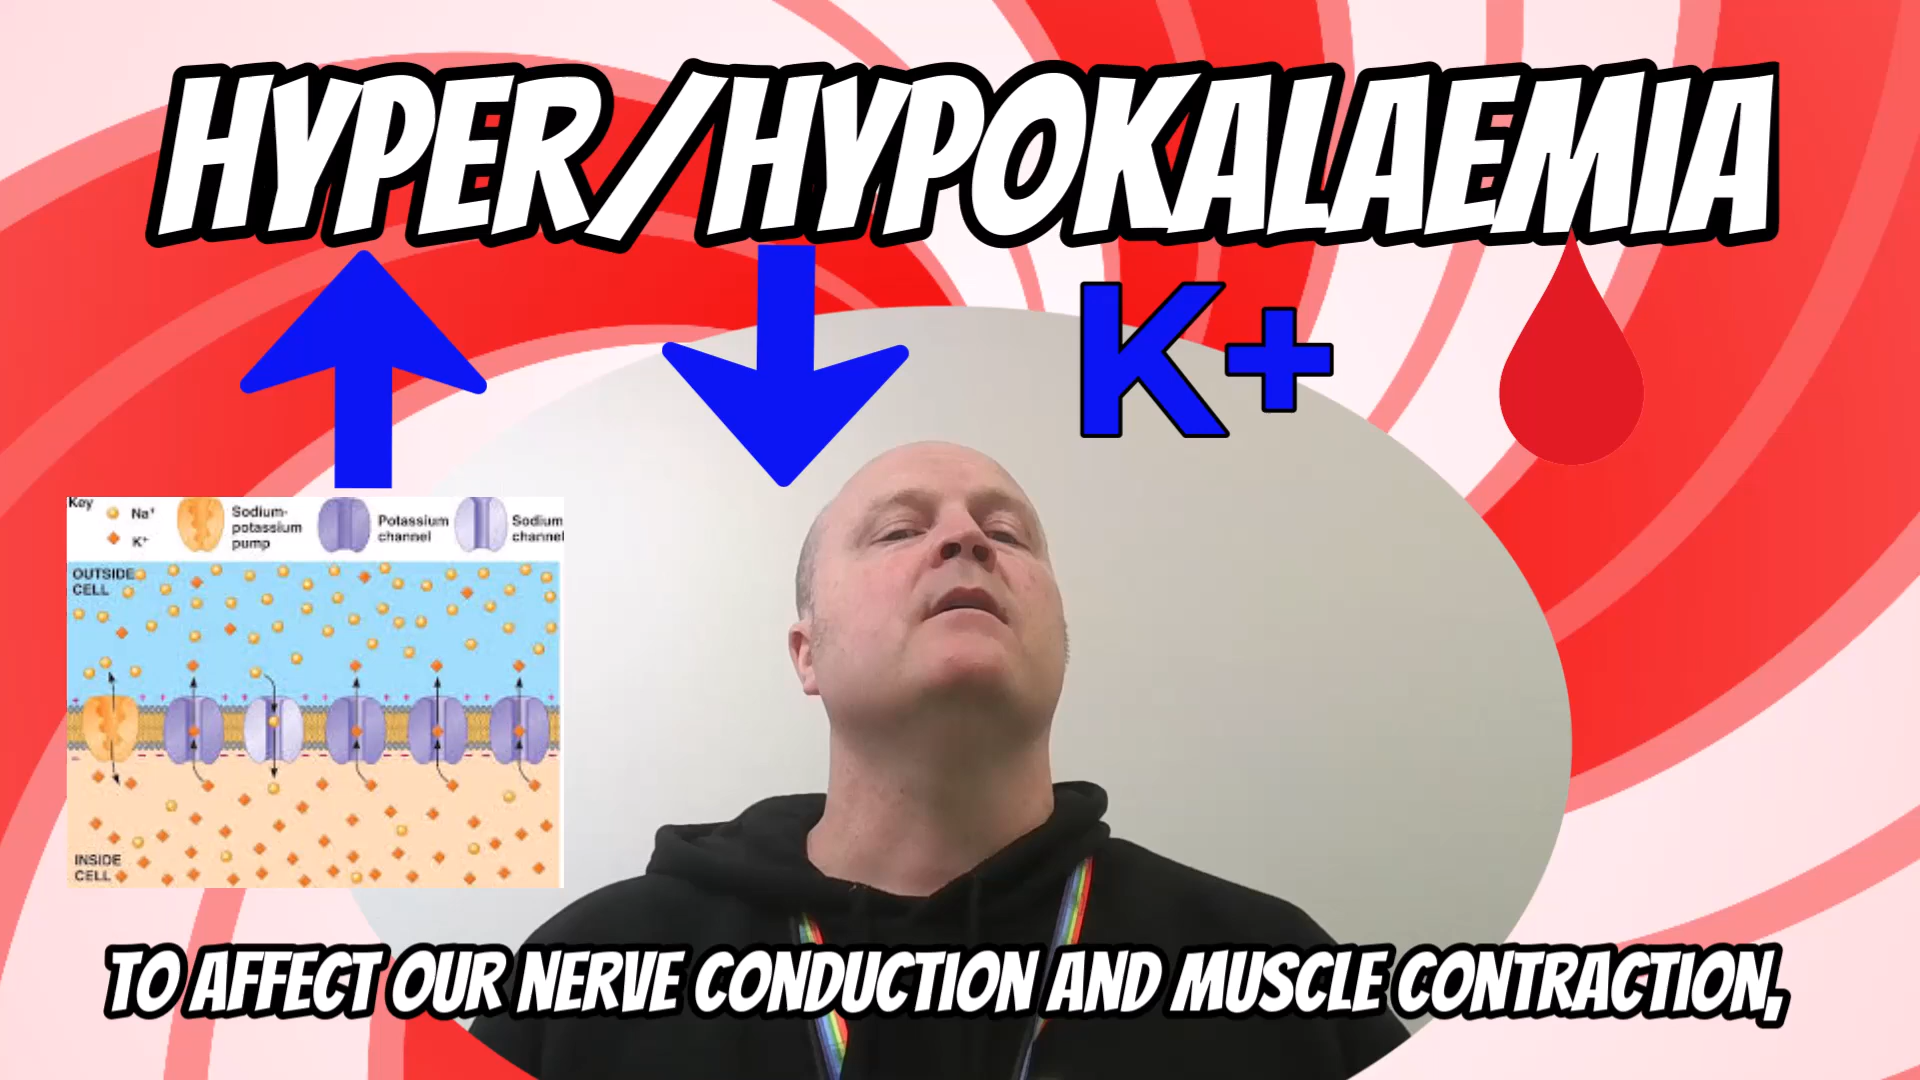 HYPER/HYPOKALAEMIA
K+
Key
Na⁺
K⁺
Sodium-
potassium
pump
Potassium
channel
Sodium
channel
OUTSIDE
CELL
INSIDE
CELL
TO AFFECT OUR NERVE CONDUCTION AND MUSCLE CONTRACTION,